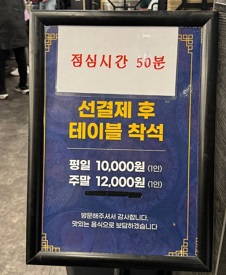 점심시간 50분
선결제 후
테이블 착석
평일 10,000원 (1인)
주말 12,000원 (1인)
방문해주셔서 감사합니다.
맛있는 음식으로 보답하겠습니다